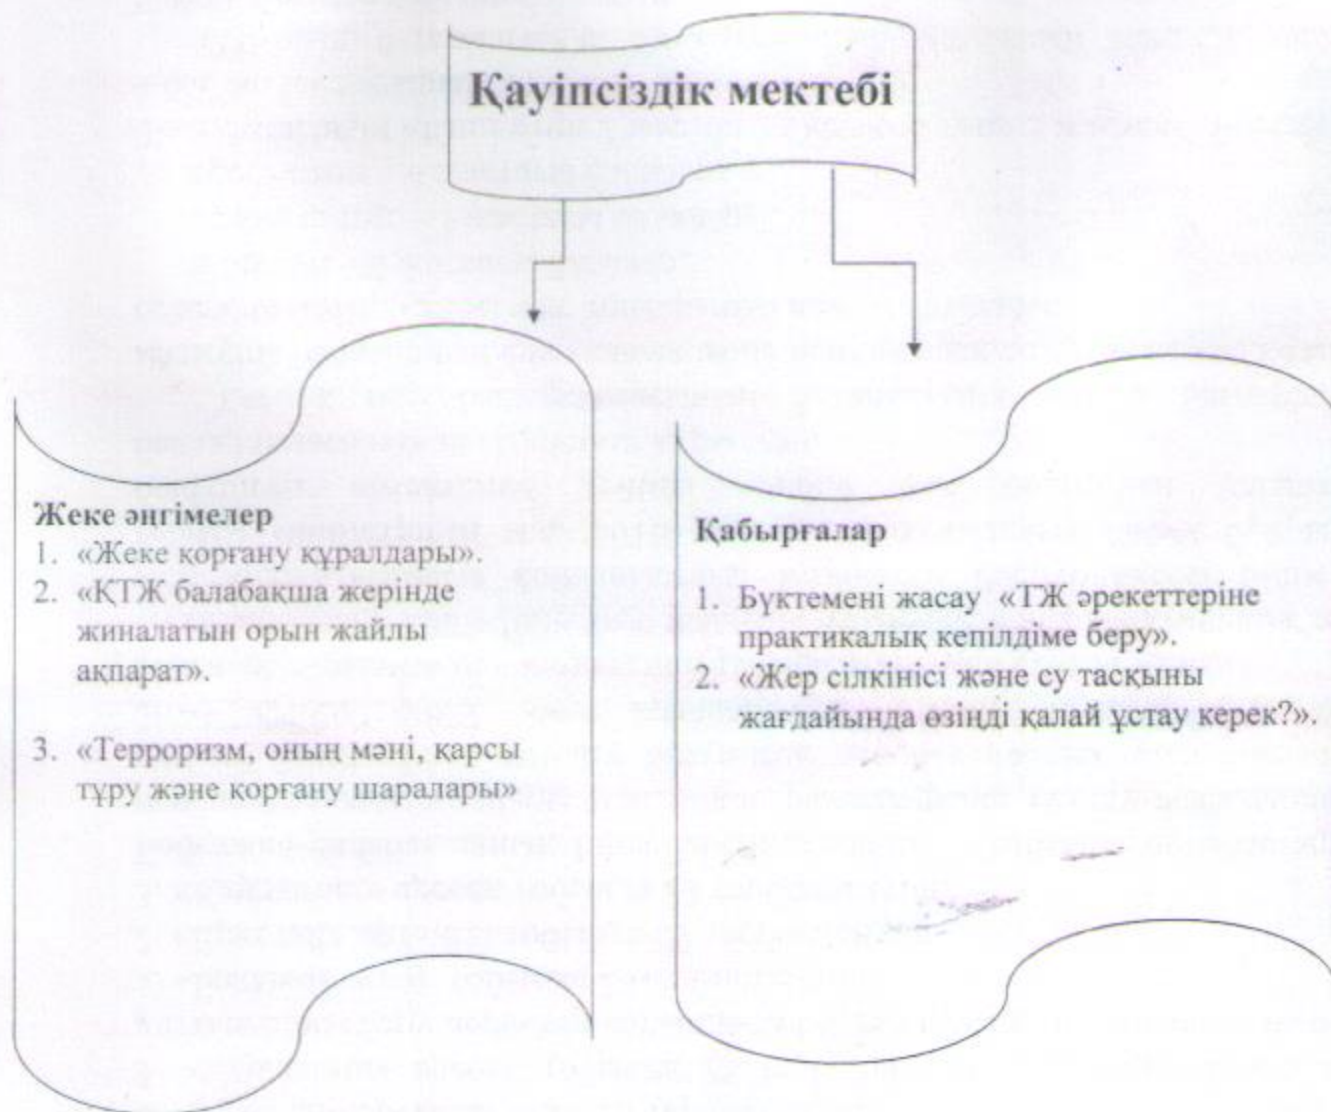 Қауіпсіздік мектебі
Жеке әңгімелер
1. «Жеке қорғану құралдары».
2. «ҚТЖ балабақша жерінде
жиналатын орын жайлы
ақпарат».
3. «Терроризм, оның мәні, қарсы
тұру және қорғану шаралары»
Қабырғалар
1. Бүктемені жасау «ТЖ әрекеттеріне
практикалық кепілдіме беру».
2. «Жер сілкінісі және су тасқыны
жағдайында өзіңді қалай ұстау керек?».